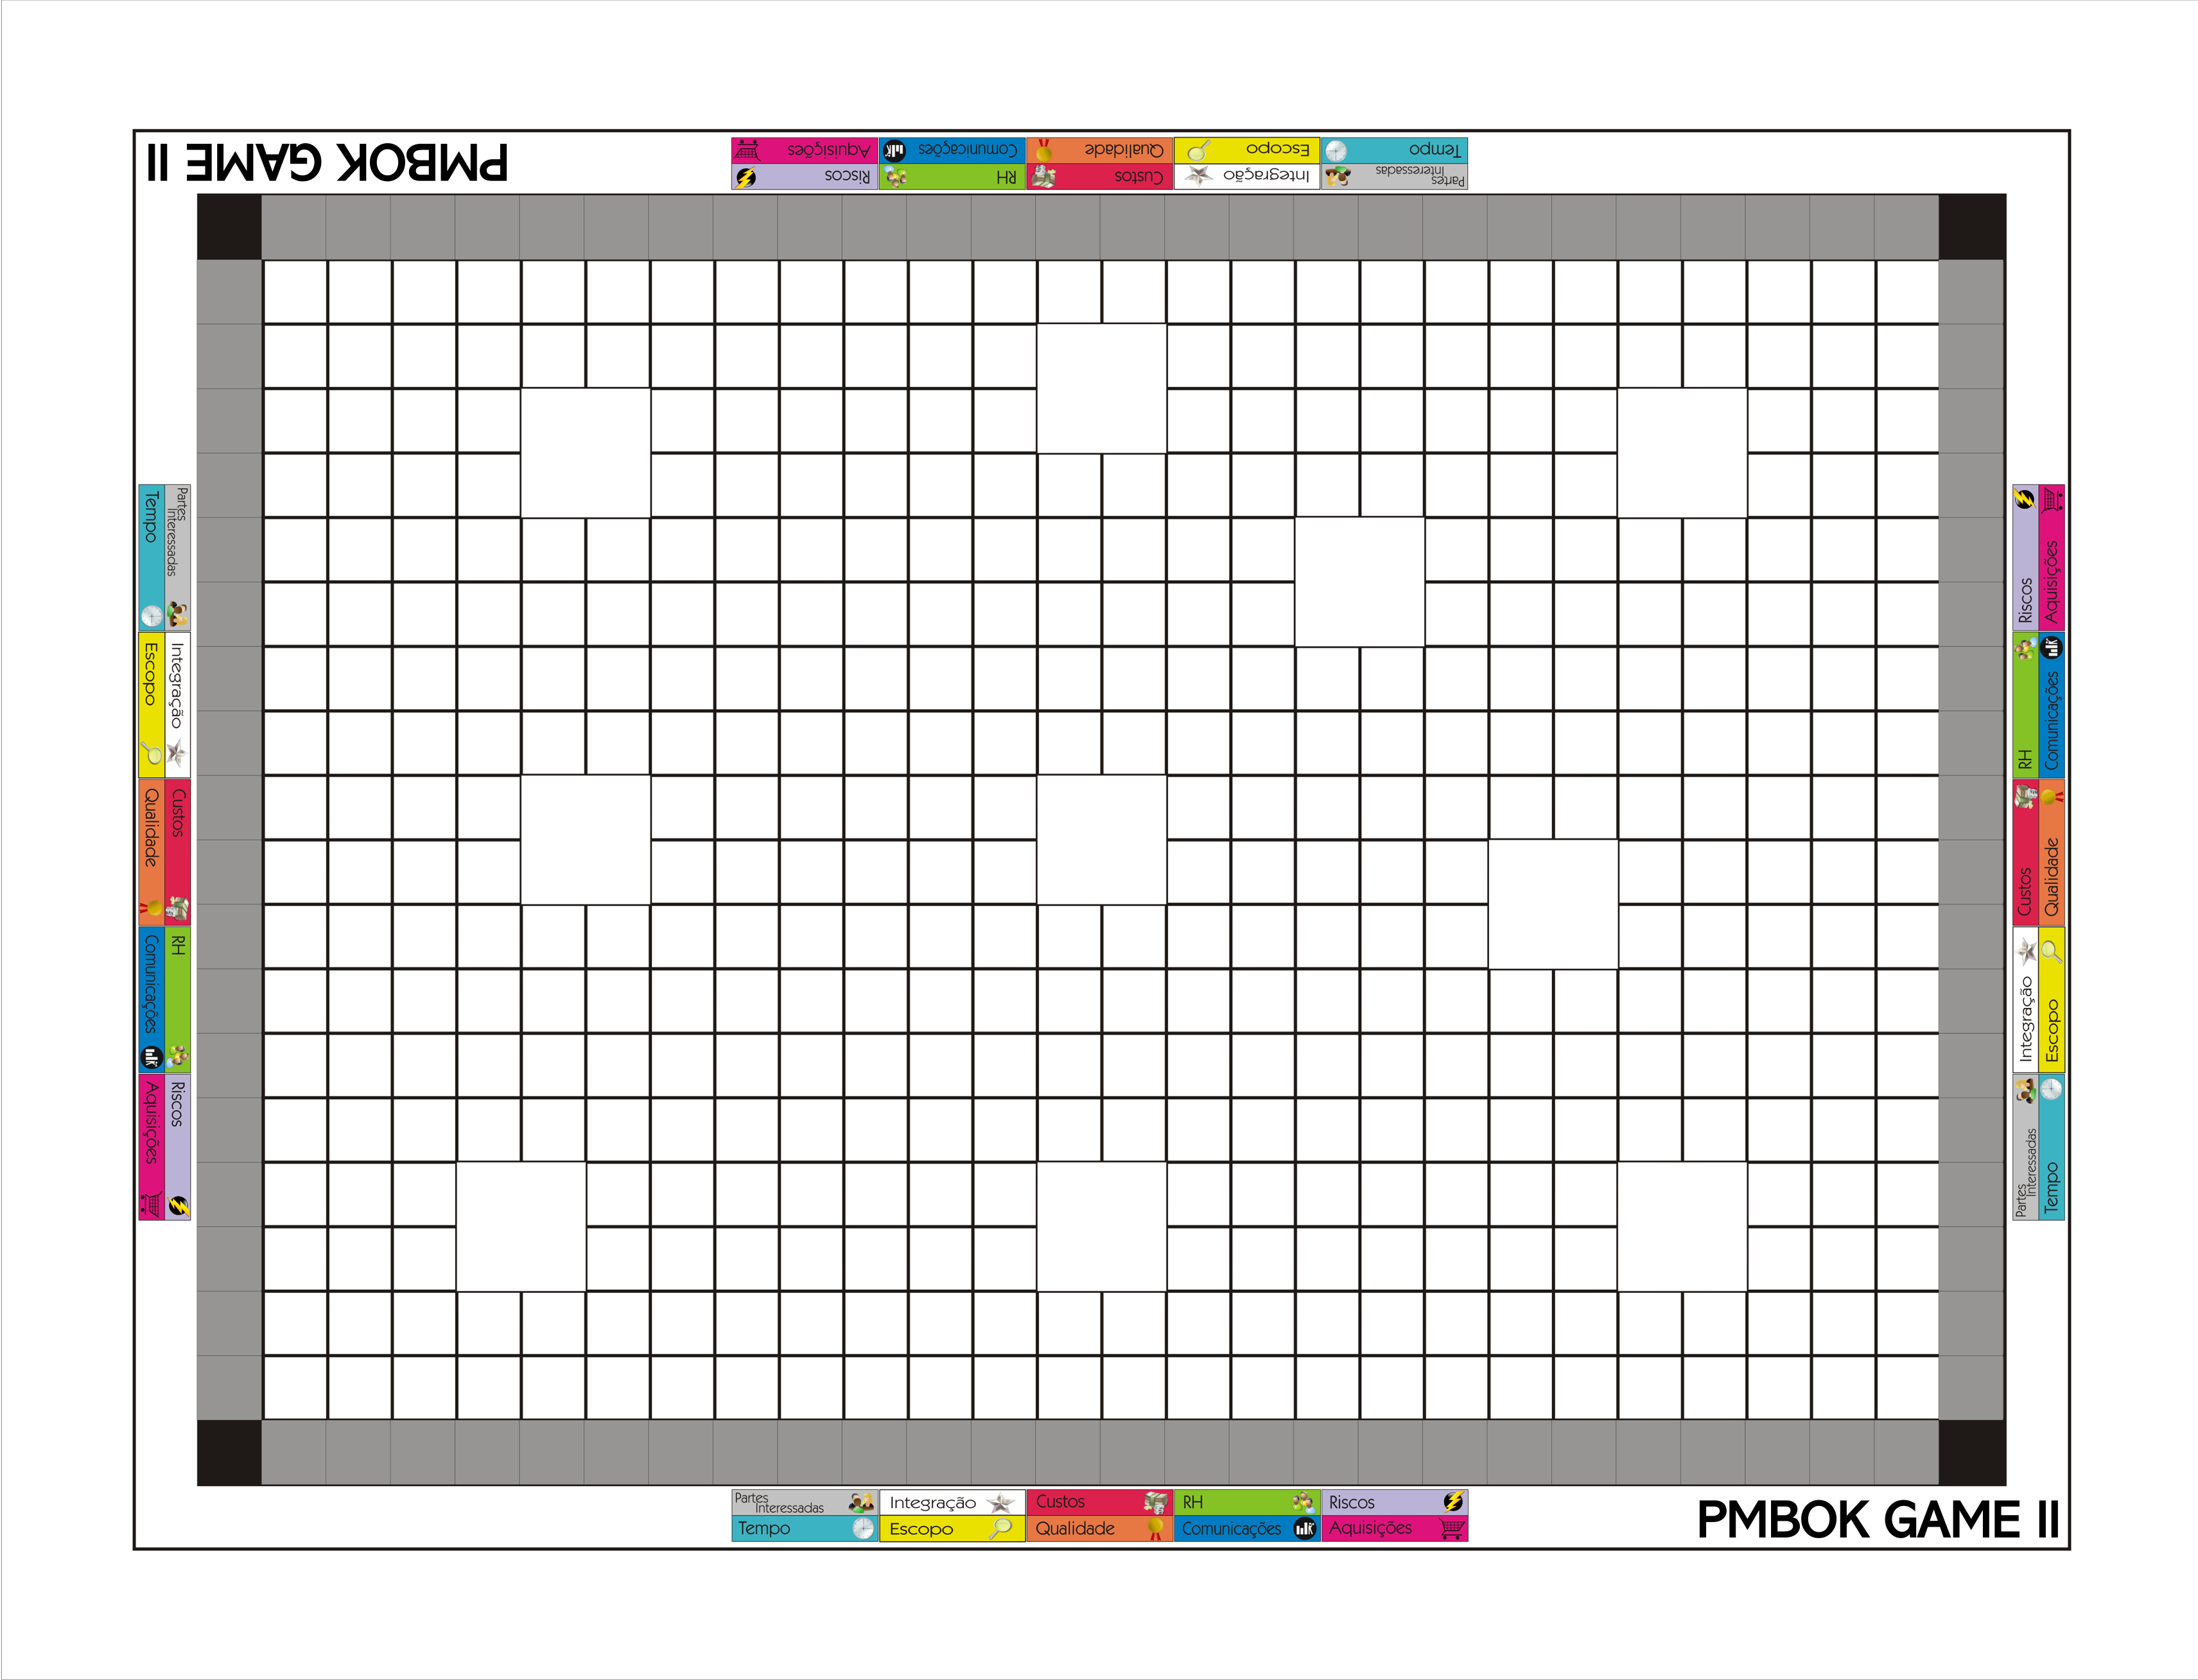 PMBOK GAME II
Aquisições Comunicações Qualidade Escopo Tempo
Riscos RH Custos Integração Partes Interessadas
Partes Interessadas
Tempo
Integração
Escopo
Custos
Qualidade
RH
Comunicações
Riscos
Aquisições
Riscos
Aquisições
RH
Comunicações
Custos
Qualidade
Integração
Escopo
Partes Interessadas
Tempo
Partes Interessadas Integração Custos RH Riscos
Tempo Escopo Qualidade Comunicações Aquisições
PMBOK GAME II